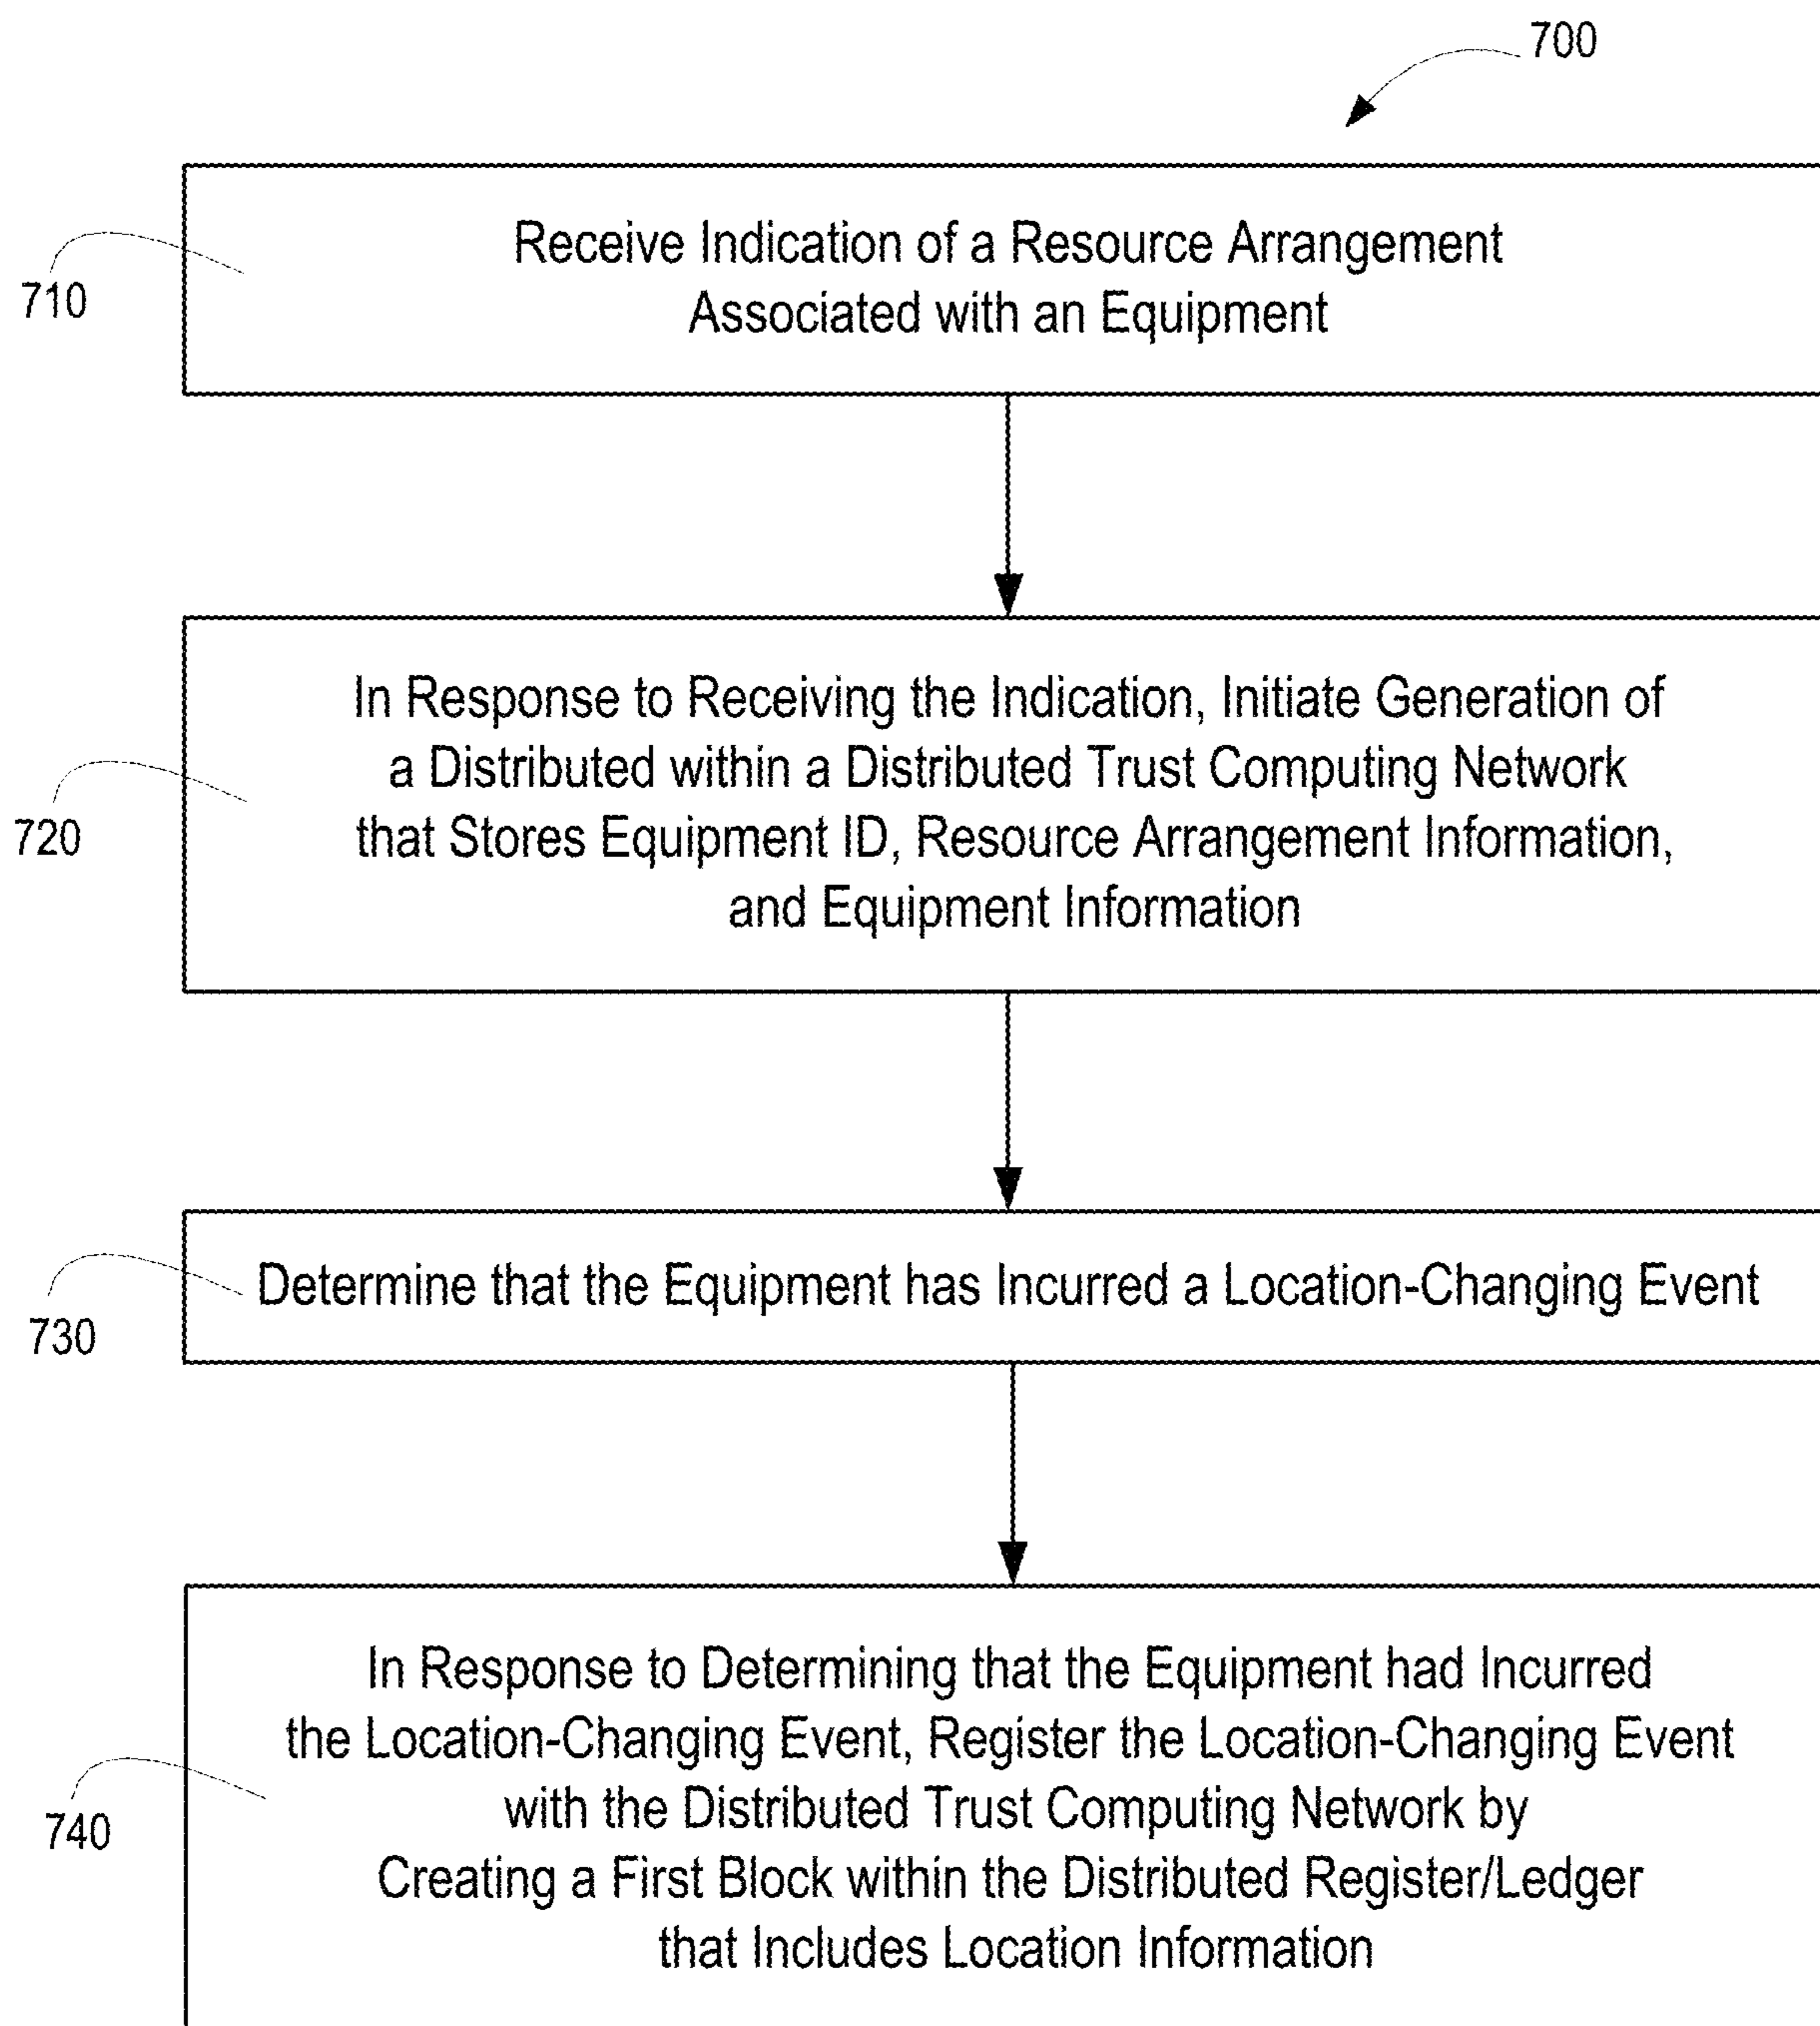 700
Receive Indication of a Resource Arrangement
Associated with an Equipment
710
In Response to Receiving the Indication, Initiate Generation of
a Distributed within a Distributed Trust Computing Network
that Stores Equipment ID, Resource Arrangement Information,
and Equipment Information
720
Determine that the Equipment has Incurred a Location-Changing Event
730
In Response to Determining that the Equipment had Incurred
the Location-Changing Event, Register the Location-Changing Event
with the Distributed Trust Computing Network by
Creating a First Block within the Distributed Register/Ledger
that Includes Location Information
740